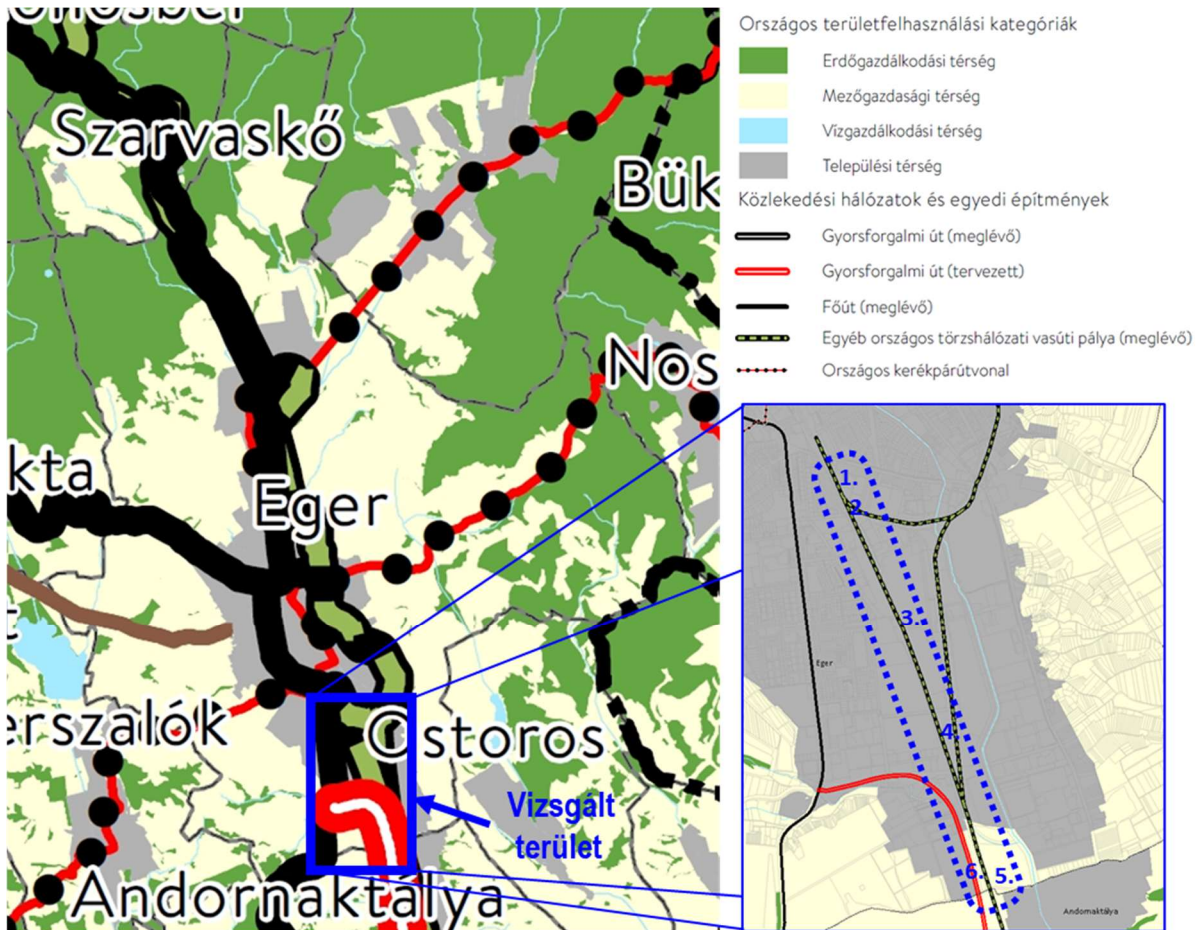 onosbél
Szarvaskő
Bük
Nos
kta
Eger
t
erszalók
Ostoros
Vizsgált
terület
Andornaktálya
Országos területfelhasználási kategóriák
Erdőgazdálkodási térség
Mezőgazdasági térség
Vízgazdálkodási térség
Települési térség
Közlekedési hálózatok és egyedi építmények
Gyorsforgalmi út (meglévő)
Gyorsforgalmi út (tervezett)
Főút (meglévő)
Egyéb országos törzshálózati vasúti pálya (meglévő)
Országos kerékpárútvonal
1.
2
3.
Eger
4.
6. 5.
Andornaktálya